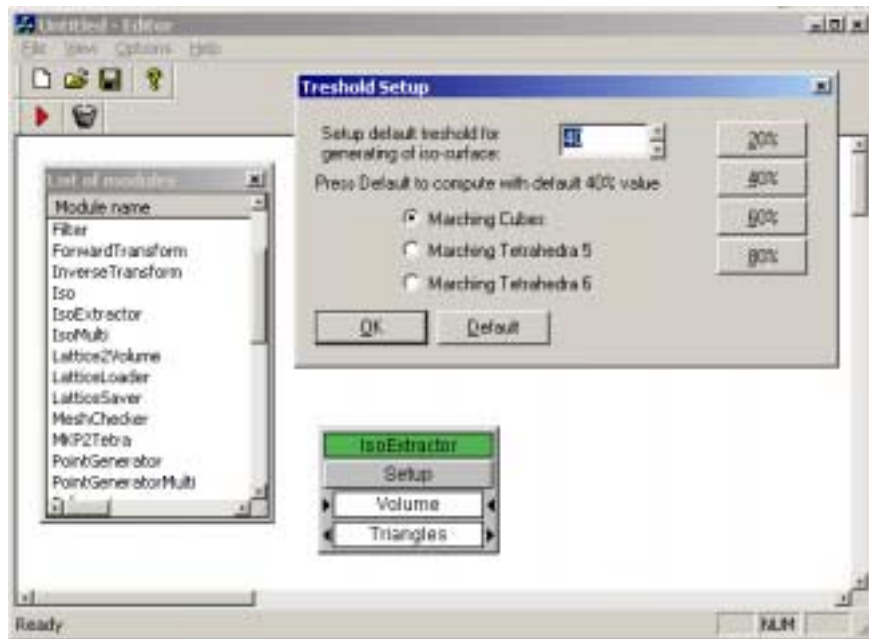 Untitled - Editor
File View Options Help
Treshold Setup
Setup default treshold for
generating of iso-surface:
40
20%
40%
60%
80%
Press Default to compute with default 40% value
Marching Cubes
Marching Tetrahedra 5
Marching Tetrahedra 6
OK
Default
List of modules
Module name
Filter
ForwardTransform
InverseTransform
Iso
IsoExtractor
IsoMulti
Lattice2Volume
LatticeLoader
LatticeSaver
MeshChecker
MKP2Tetra
PointGenerator
PointGeneratorMulti
IsoExtractor
Setup
Volume
Triangles
Ready
NUM